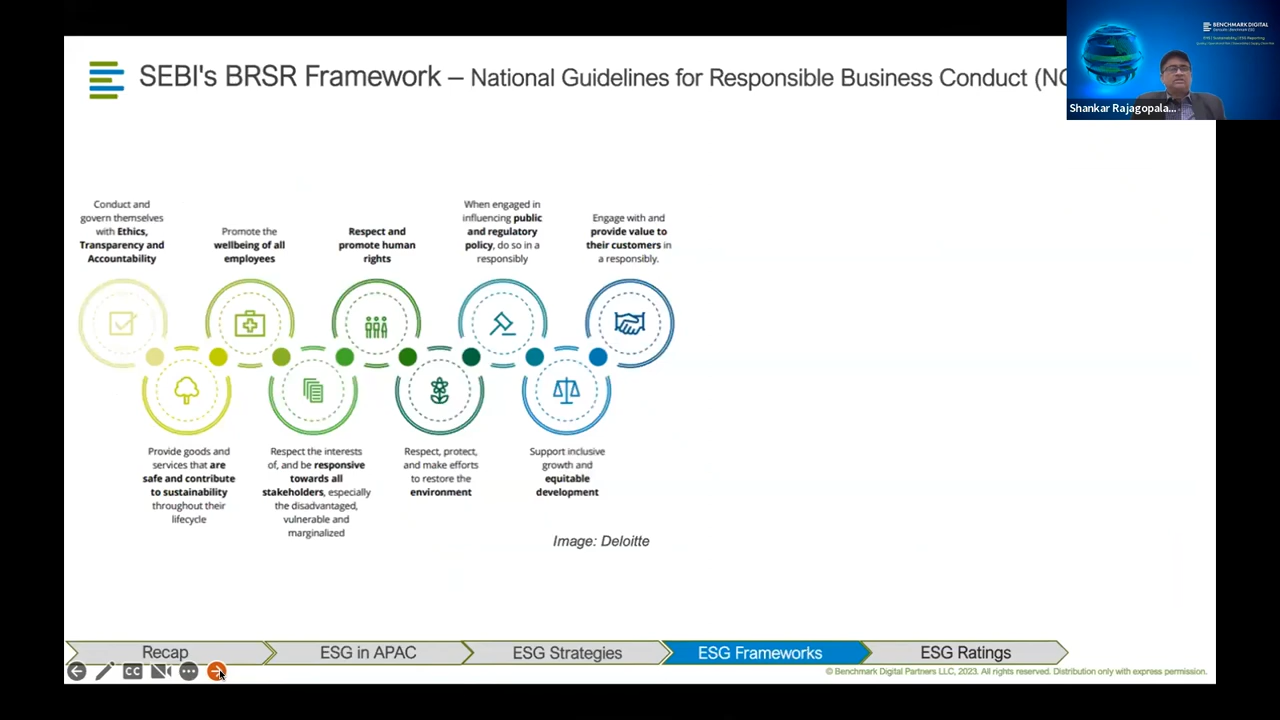 SEBI's BRSR Framework – National Guidelines for Responsible Business Conduct
BENCHMARK DIGITAL
Shankar Rajagopala...
Conduct and
govern themselves
with Ethics,
Transparency and
Accountability
Promote the
wellbeing of all
employees
Respect and
promote human
rights
When engaged in
influencing public
and regulatory
policy, do so in a
responsibly
Engage with and
provide value to
their customers in
a responsibly.
Provide goods and
services that are
safe and contribute
to sustainability
throughout their
lifecycle
Respect the interests
of, and be responsive
towards all
stakeholders, especially
the disadvantaged,
vulnerable and
marginalized
Respect, protect,
and make efforts
to restore the
environment
Support inclusive
growth and
equitable
development
Image: Deloitte
Recap
ESG in APAC
ESG Strategies
ESG Frameworks
ESG Ratings
CC
© Benchmark Digital Partners LLC, 2023. All rights reserved. Distribution only with express permission.